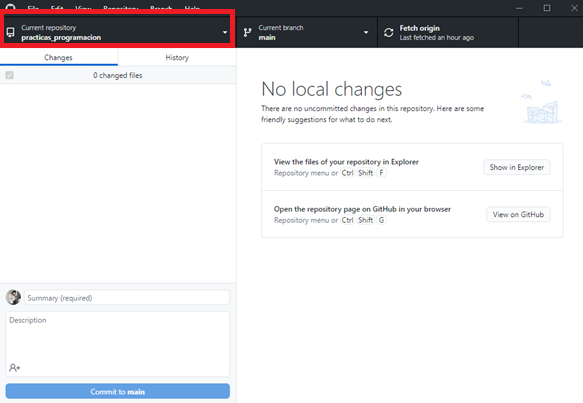 File Edit View Repository Branch Help
Current repository
practicas_programacion
Current branch
main
Fetch origin
Last fetched an hour ago
Changes
History
0 changed files
No local changes
There are no uncommitted changes in this repository. Here are some
friendly suggestions for what to do next.
View the files of your repository in Explorer
Repository menu or Ctrl Shift F
Show in Explorer
Open the repository page on GitHub in your browser
Repository menu or Ctrl Shift G
View on GitHub
Summary (required)
Description
Commit to main